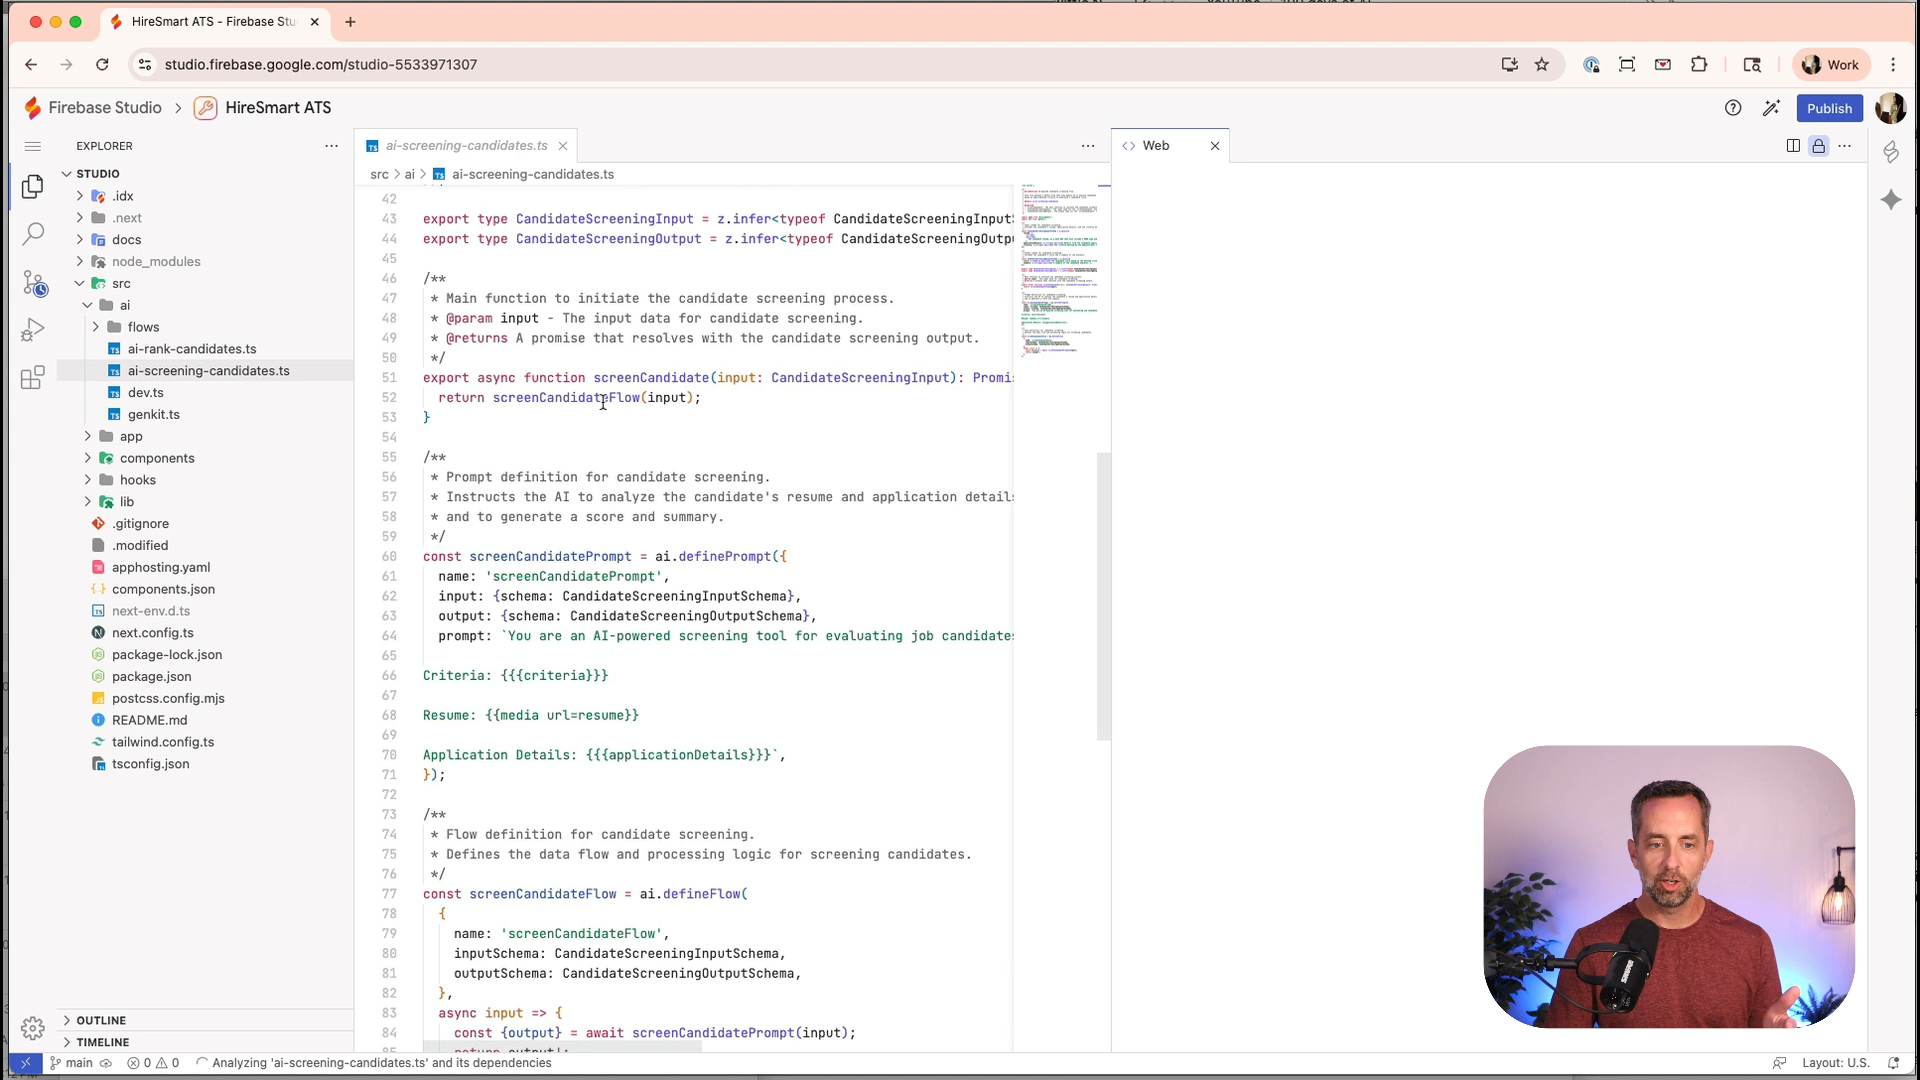 HireSmart ATS - Firebase Stu
studio.firebase.google.com/studio-5533971307
Work
Firebase Studio > HireSmart ATS
Publish
EXPLORER
STUDIO
.idx
.next
docs
node_modules
src
ai
flows
ai-rank-candidates.ts
ai-screening-candidates.ts
dev.ts
genkit.ts
app
components
hooks
lib
.gitignore
.modified
apphosting.yaml
components.json
next-env.d.ts
next.config.ts
package-lock.json
package.json
postcss.config.mjs
README.md
tailwind.config.ts
tsconfig.json
OUTLINE
TIMELINE
ai-screening-candidates.ts
src > ai > ai-screening-candidates.ts
42
43 export type CandidateScreeningInput = z.infer<typeof CandidateScreeningInputS
44 export type CandidateScreeningOutput = z.infer<typeof CandidateScreeningOutp
45
46 /**
47 * Main function to initiate the candidate screening process.
48 * @param input - The input data for candidate screening.
49 * @returns A promise that resolves with the candidate screening output.
50 */
51 export async function screenCandidate(input: CandidateScreeningInput): Promis
52 return screenCandidateFlow(input);
53 }
54
55 /**
56 * Prompt definition for candidate screening.
57 * Instructs the AI to analyze the candidate's resume and application details
58 * and to generate a score and summary.
59 */
60 const screenCandidatePrompt = ai.definePrompt({
61 name: 'screenCandidatePrompt',
62 input: {schema: CandidateScreeningInputSchema},
63 output: {schema: CandidateScreeningOutputSchema},
64 prompt: `You are an AI-powered screening tool for evaluating job candidates
65
66 Criteria: {{{criteria}}}
67
68 Resume: {{media url=resume}}
69
70 Application Details: {{{applicationDetails}}}`,
71 });
72
73 /**
74 * Flow definition for candidate screening.
75 * Defines the data flow and processing logic for screening candidates.
76 */
77 const screenCandidateFlow = ai.defineFlow(
78 {
79 name: 'screenCandidateFlow',
80 inputSchema: CandidateScreeningInputSchema,
81 outputSchema: CandidateScreeningOutputSchema,
82 },
83 async input => {
84 const {output} = await screenCandidatePrompt(input);
85 return output!;
Web
main
0 0
Analyzing 'ai-screening-candidates.ts' and its dependencies
Layout: U.S.